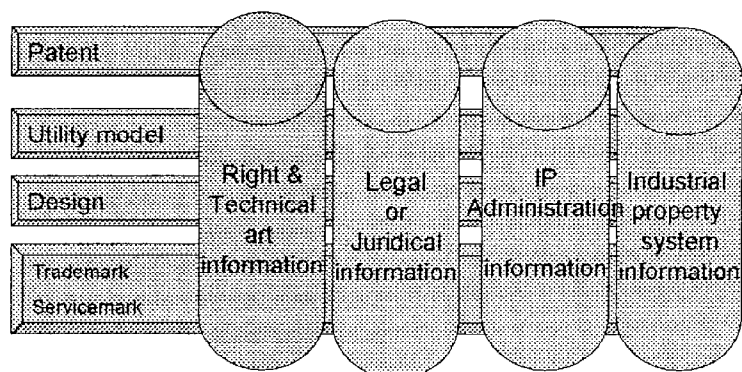 Patent
Utility model
Design
Trademark
Servicemark
Right &
Technical
art
information
Legal
or
Juridical
information
IP
Administration
information
Industrial
property
system
information